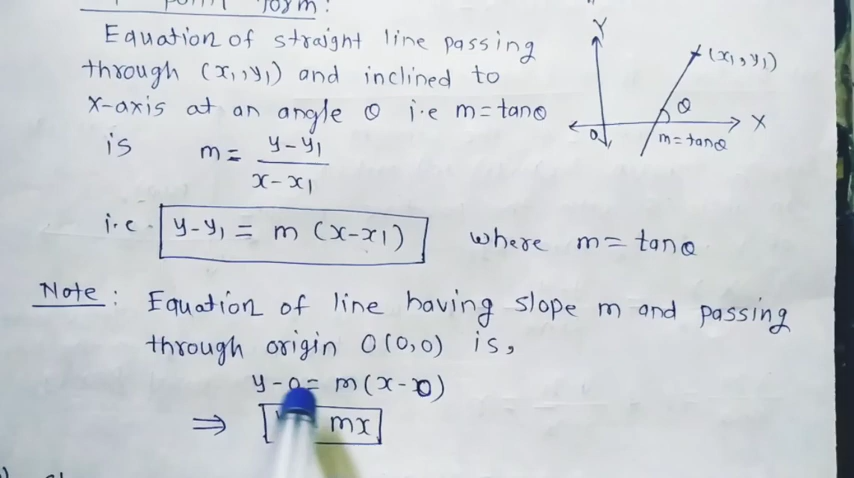 point form:
Equation of straight line passing
through (x₁,y₁) and inclined to
x-axis at an angle θ i.e m=tanθ
is m = y-y₁ / x-x₁
i.e. y-y₁ = m (x-x₁) where m = tanθ
Note: Equation of line having slope m and passing
through origin O(0,0) is,
y-0= m(x-0)
⇒ mx
Y
(x₁,y₁)
θ
X
O
m=tanθ